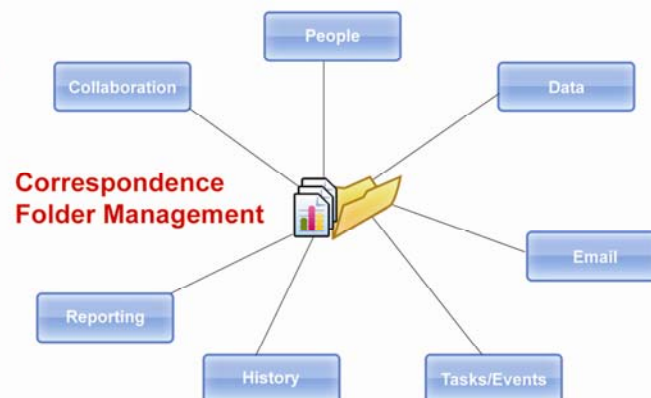 People
Collaboration
Data
Correspondence
Folder Management
Email
Reporting
History
Tasks/Events